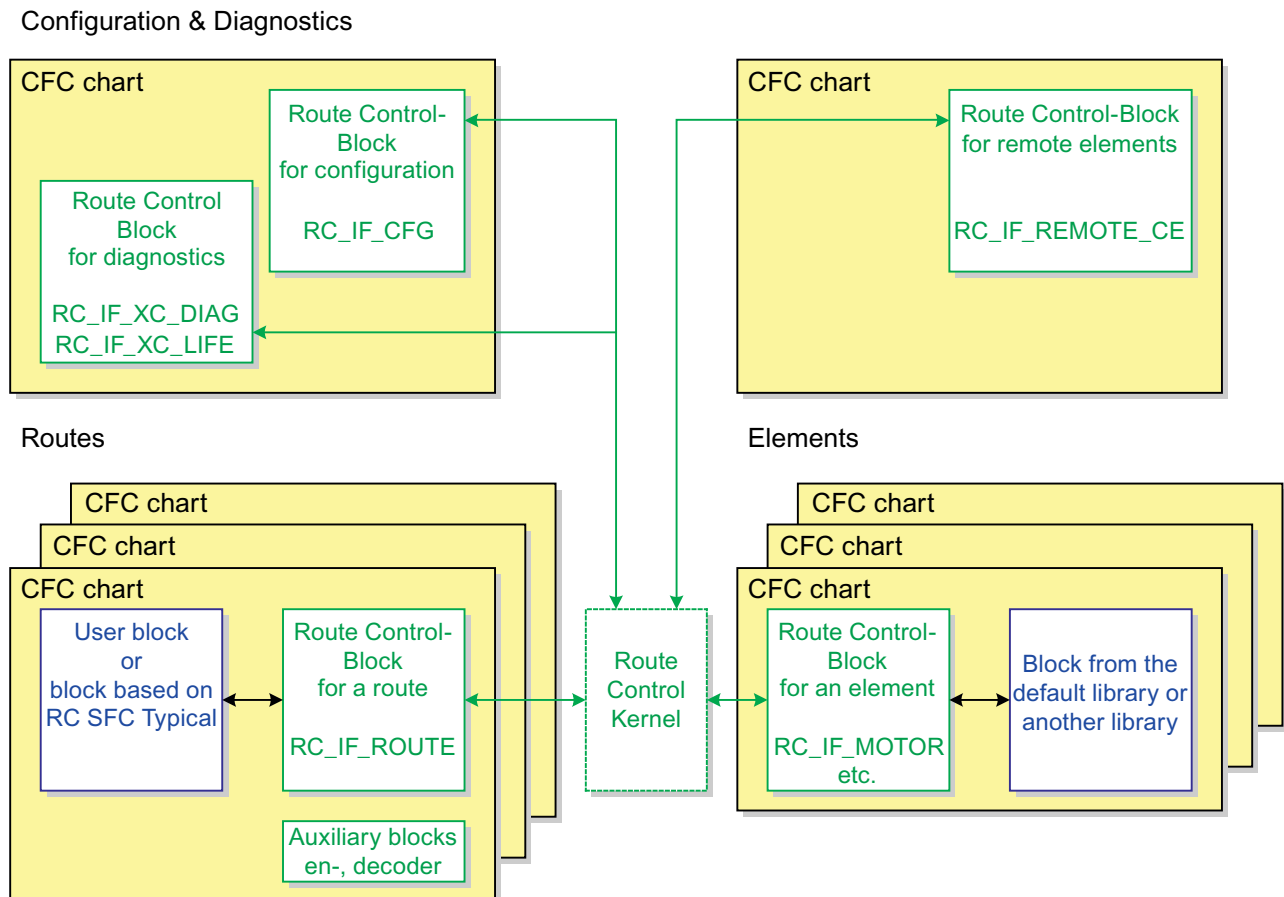 Configuration & Diagnostics
CFC chart
Route Control-
Block
for configuration
RC_IF_CFG
Route Control
Block
for diagnostics
RC_IF_XC_DIAG
RC_IF_XC_LIFE
CFC chart
Route Control-Block
for remote elements
RC_IF_REMOTE_CE
Routes
CFC chart
CFC chart
CFC chart
User block
or
block based on
RC SFC Typical
Route Control-
Block
for a route
RC_IF_ROUTE
Auxiliary blocks
en-, decoder
Route
Control
Kernel
Elements
CFC chart
CFC chart
CFC chart
Route Control-
Block
for an element
RC_IF_MOTOR
etc.
Block from the
default library or
another library